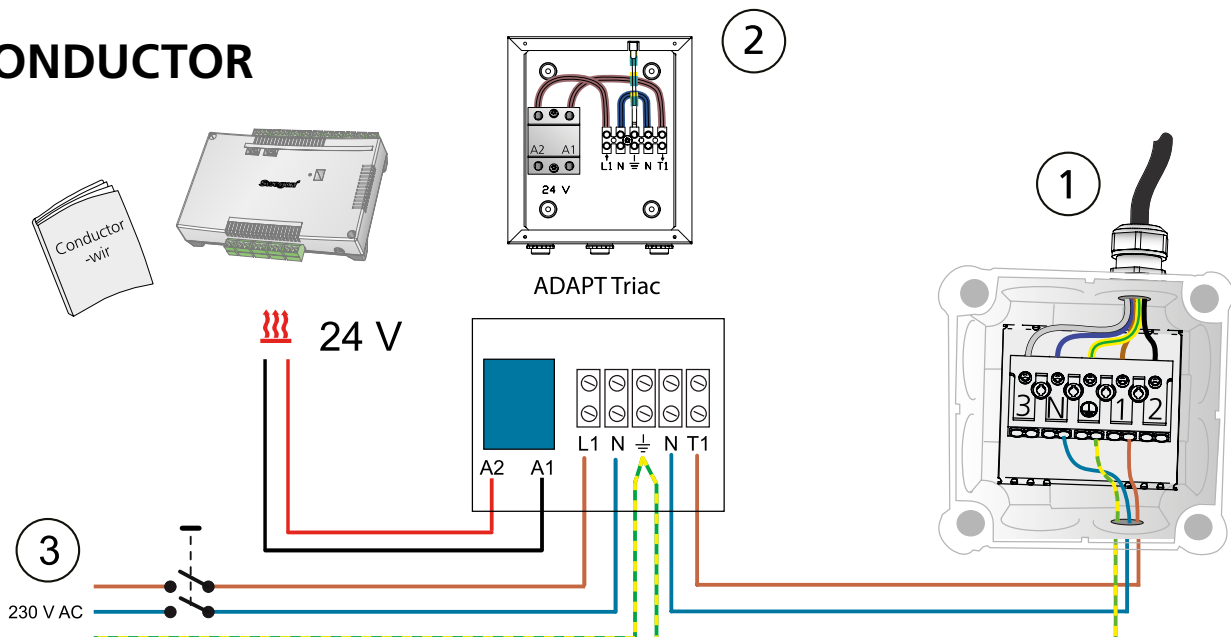 ONDUCTOR
2
A2 A1
L1 N N T1
24 V
ADAPT Triac
1
Conductor
-wir
Swegon
24 V
3 N 1 2
L1 N N T1
A2 A1
3
230 V AC